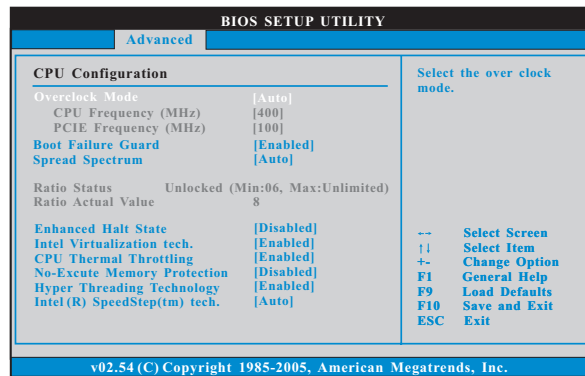 BIOS SETUP UTILITY
Advanced
CPU Configuration
Overclock Mode [Auto]
CPU Frequency (MHz) [400]
PCIE Frequency (MHz) [100]
Boot Failure Guard [Enabled]
Spread Spectrum [Auto]
Ratio Status Unlocked (Min:06, Max:Unlimited)
Ratio Actual Value 8
Enhanced Halt State [Disabled]
Intel Virtualization tech. [Enabled]
CPU Thermal Throttling [Enabled]
No-Excute Memory Protection [Disabled]
Hyper Threading Technology [Enabled]
Intel (R) SpeedStep(tm) tech. [Auto]
Select the over clock
mode.
←→ Select Screen
↑↓ Select Item
+- Change Option
F1 General Help
F9 Load Defaults
F10 Save and Exit
ESC Exit
v02.54 (C) Copyright 1985-2005, American Megatrends, Inc.